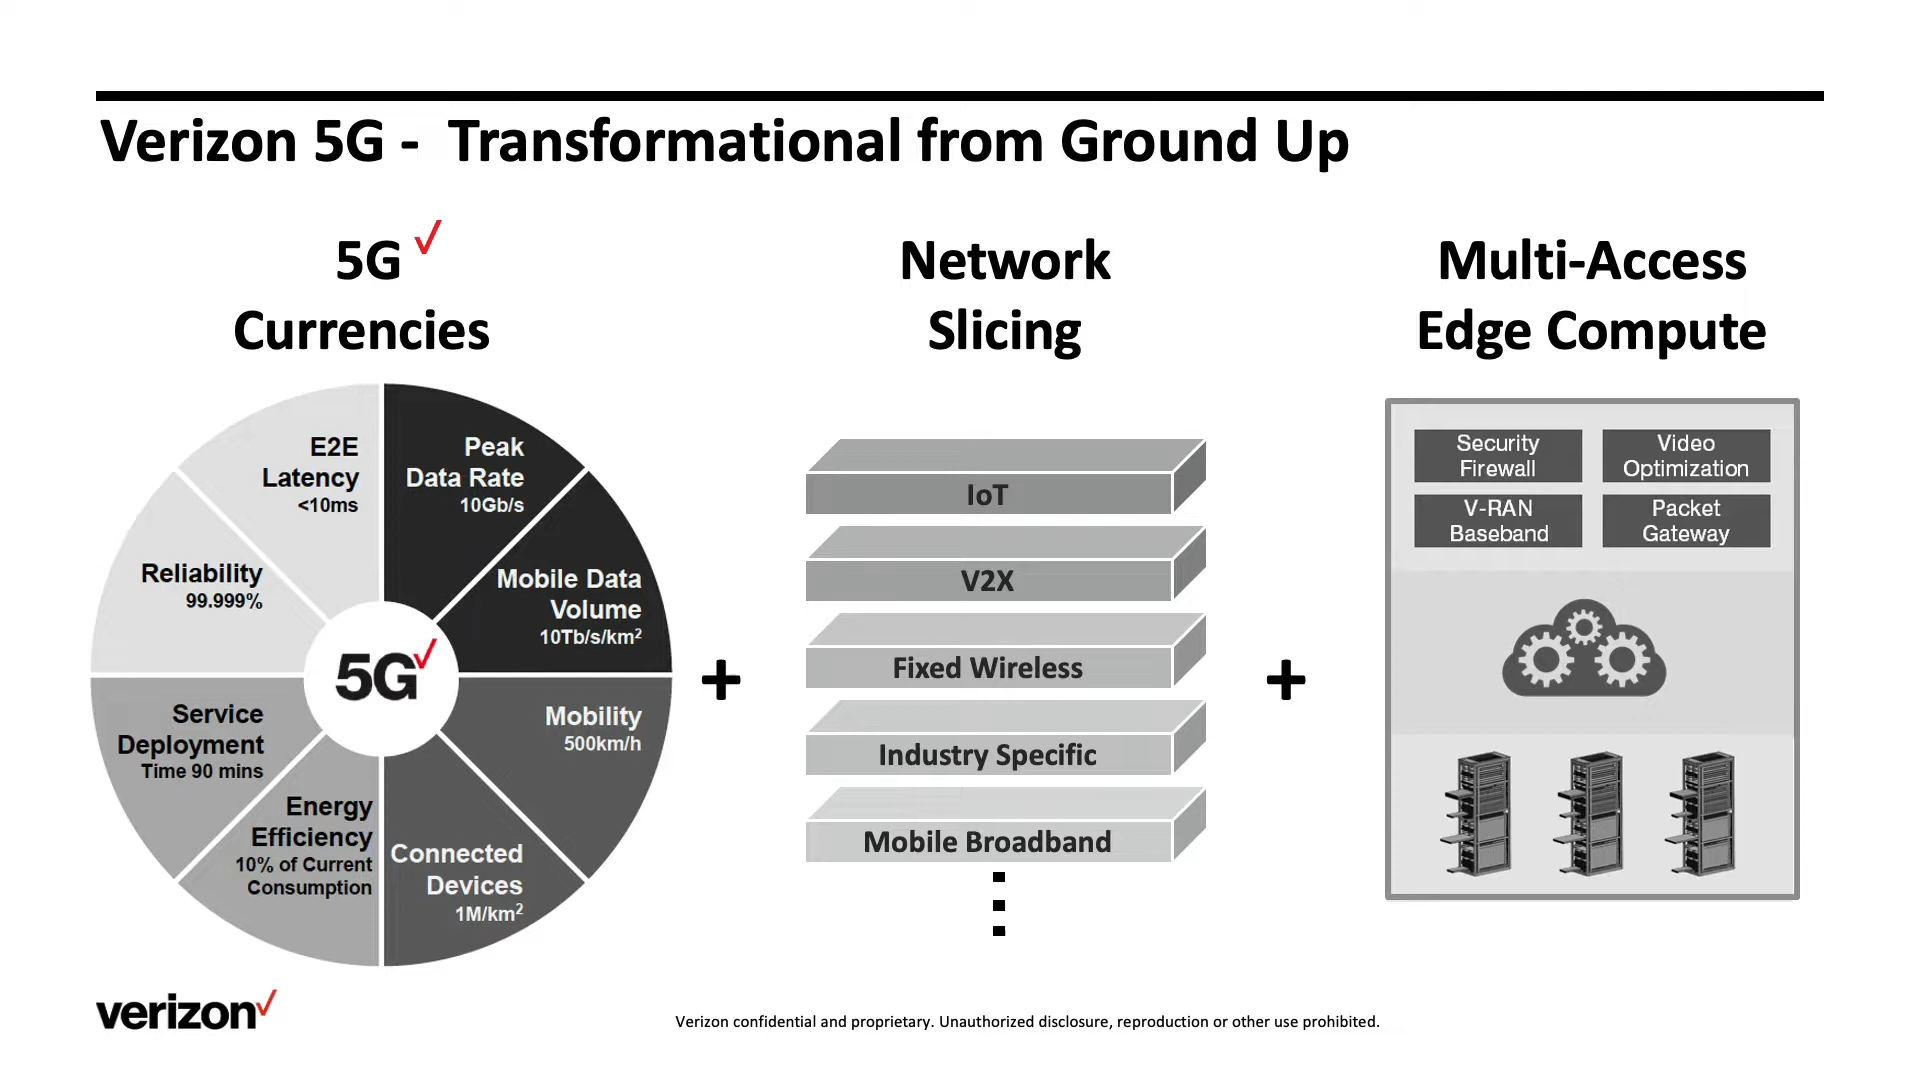 Verizon 5G -  Transformational from Ground Up
5G
Currencies
Network
Slicing
Multi-Access
Edge Compute
E2E
Latency
<10ms
Peak
Data Rate
10Gb/s
Reliability
99.999%
Mobile Data
Volume
10Tb/s/km²
5G
Service
Deployment
Time 90 mins
Mobility
500km/h
Energy
Efficiency
10% of Current
Consumption
Connected
Devices
1M/km²
+
IoT
V2X
Fixed Wireless
Industry Specific
Mobile Broadband
+
Security
Firewall
Video
Optimization
V-RAN
Baseband
Packet
Gateway
verizon
Verizon confidential and proprietary. Unauthorized disclosure, reproduction or other use prohibited.